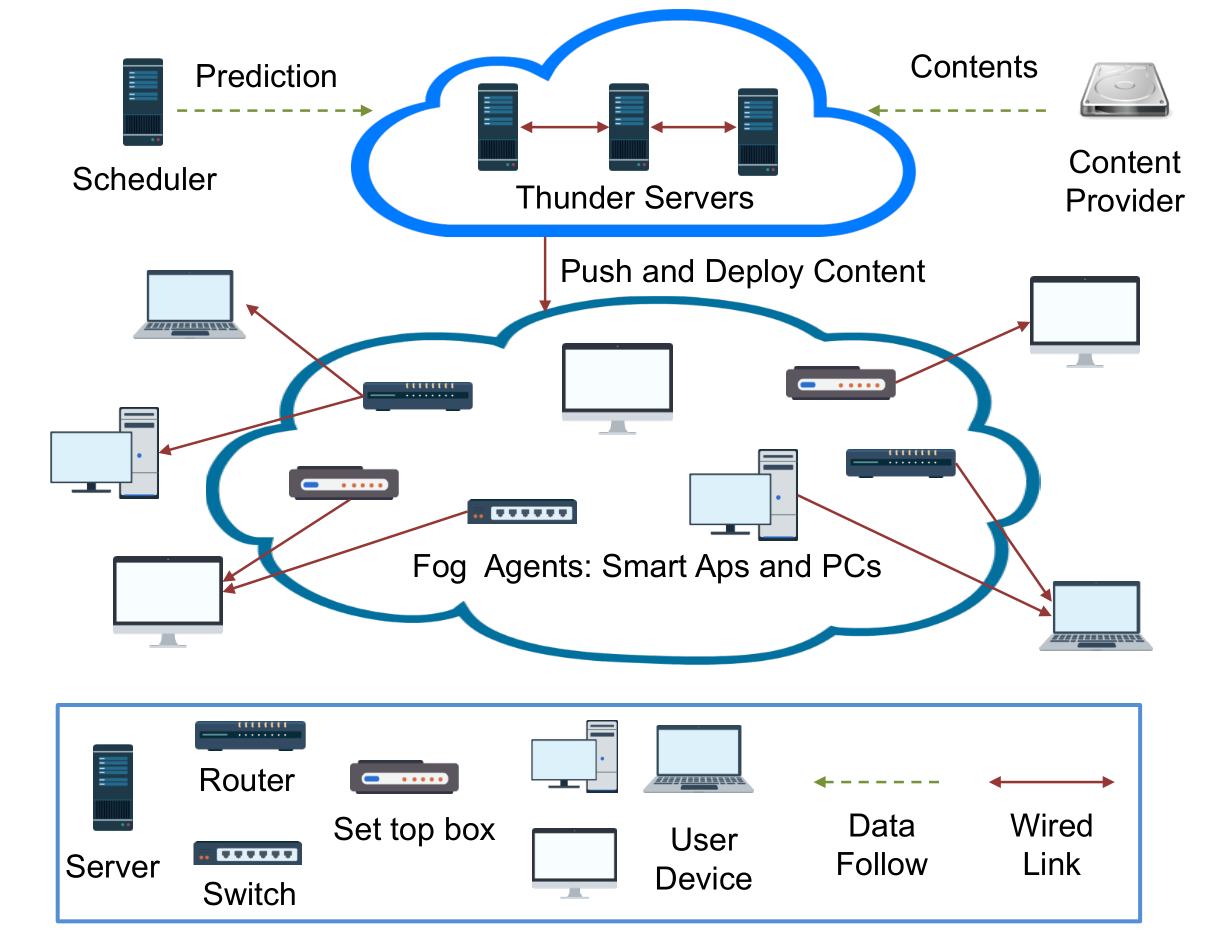 Prediction
Contents
Scheduler
Thunder Servers
Content
Provider
Push and Deploy Content
Fog Agents: Smart Aps and PCs
Server
Router
Switch
Set top box
User
Device
Data
Follow
Wired
Link